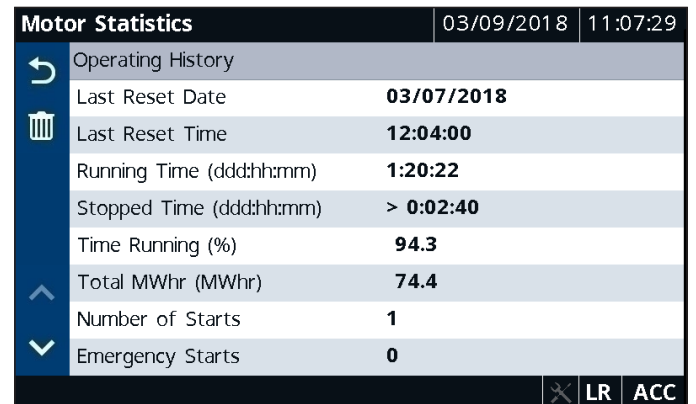 Motor Statistics 03/09/2018 11:07:29
Operating History
Last Reset Date 03/07/2018
Last Reset Time 12:04:00
Running Time (ddd:hh:mm) 1:20:22
Stopped Time (ddd:hh:mm) > 0:02:40
Time Running (%) 94.3
Total MWhr (MWhr) 74.4
Number of Starts 1
Emergency Starts 0
LR ACC